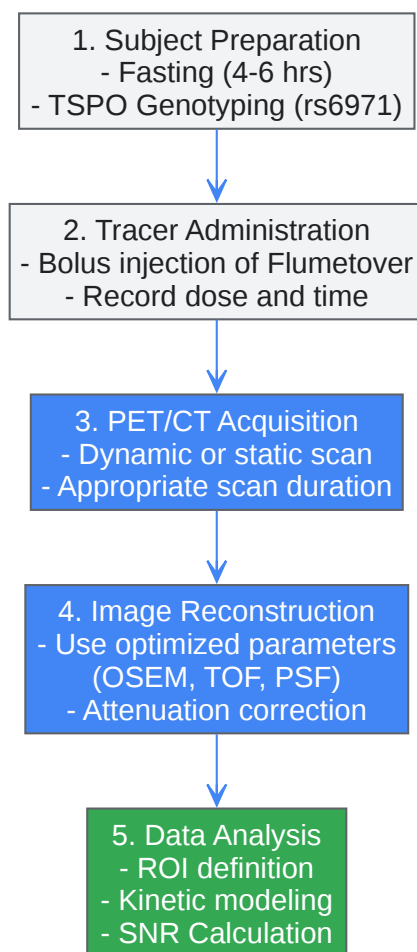 1. Subject Preparation
- Fasting (4-6 hrs)
- TSPO Genotyping (rs6971)
2. Tracer Administration
- Bolus injection of Flumetover
- Record dose and time
3. PET/CT Acquisition
- Dynamic or static scan
- Appropriate scan duration
4. Image Reconstruction
- Use optimized parameters
(OSEM, TOF, PSF)
- Attenuation correction
5. Data Analysis
- ROI definition
- Kinetic modeling
- SNR Calculation